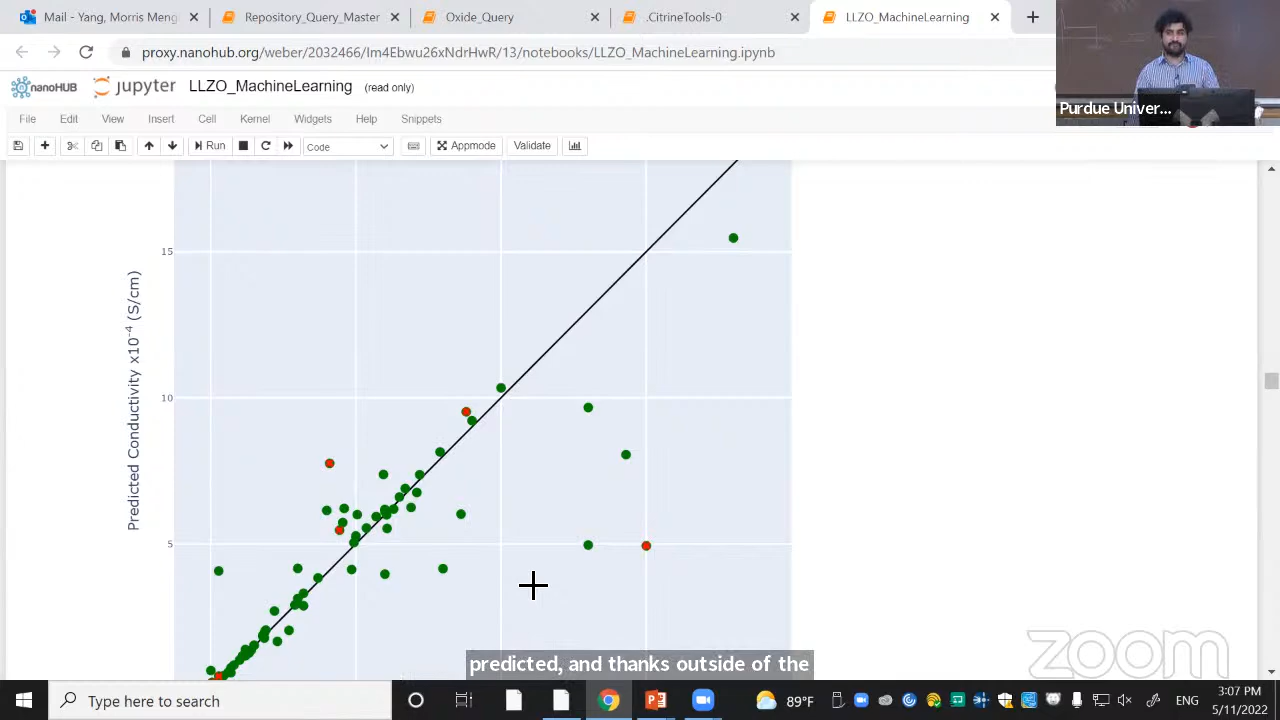 Mail - Yang, Yao Meng
Repository_Query_Master
Oxide_Query
.CitrineTools-0
LLZO_MachineLearning
proxy.nanohub.org/weber/2032466/Im4Ebwu26xNdrHwR/13/notebooks/LLZO_MachineLearning.ipynb
nanoHUB
jupyter
LLZO_MachineLearning
(read only)
Purdue Univer...
File
Edit
View
Insert
Cell
Kernel
Widgets
Help
Snippets
Run
Code
Appmode
Validate
15
Predicted Conductivity x10⁻⁴ (S/cm)
10
5
predicted, and thanks outside of the
zoom
Type here to search
89°F
ENG
3:07 PM
5/11/2022